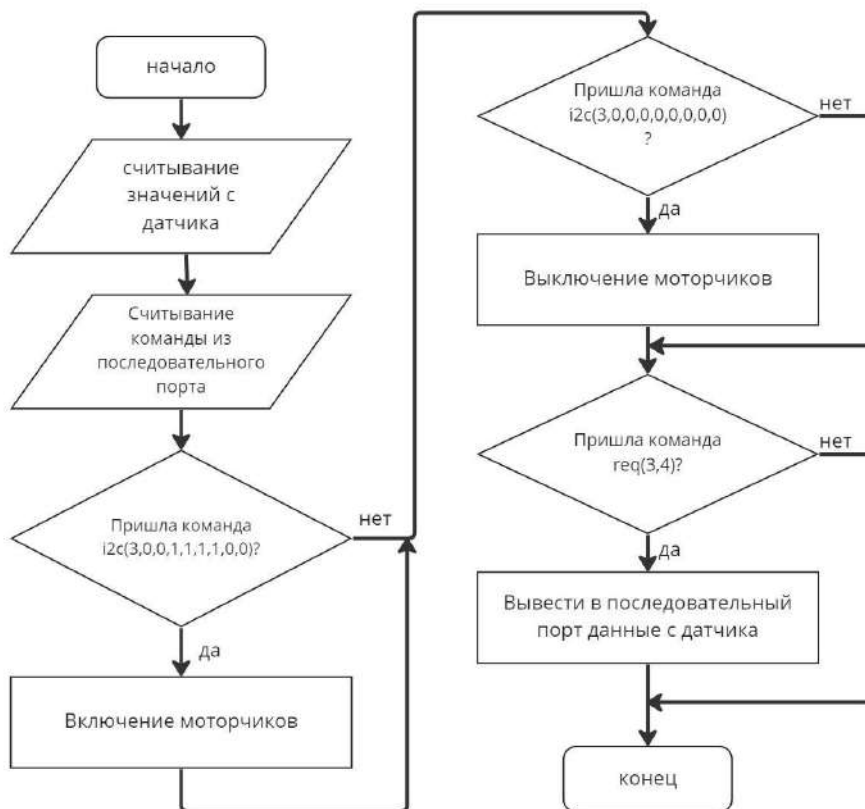 начало
считывание
значений с
датчика
Считывание
команды из
последовательного
порта
Пришла команда
i2c(3,0,0,1,1,1,1,0,0)?
нет
да
Включение моторчиков
Пришла команда
i2c(3,0,0,0,0,0,0,0,0)
?
нет
да
Выключение моторчиков
Пришла команда
req(3,4)?
нет
да
Вывести в последовательный
порт данные с датчика
конец